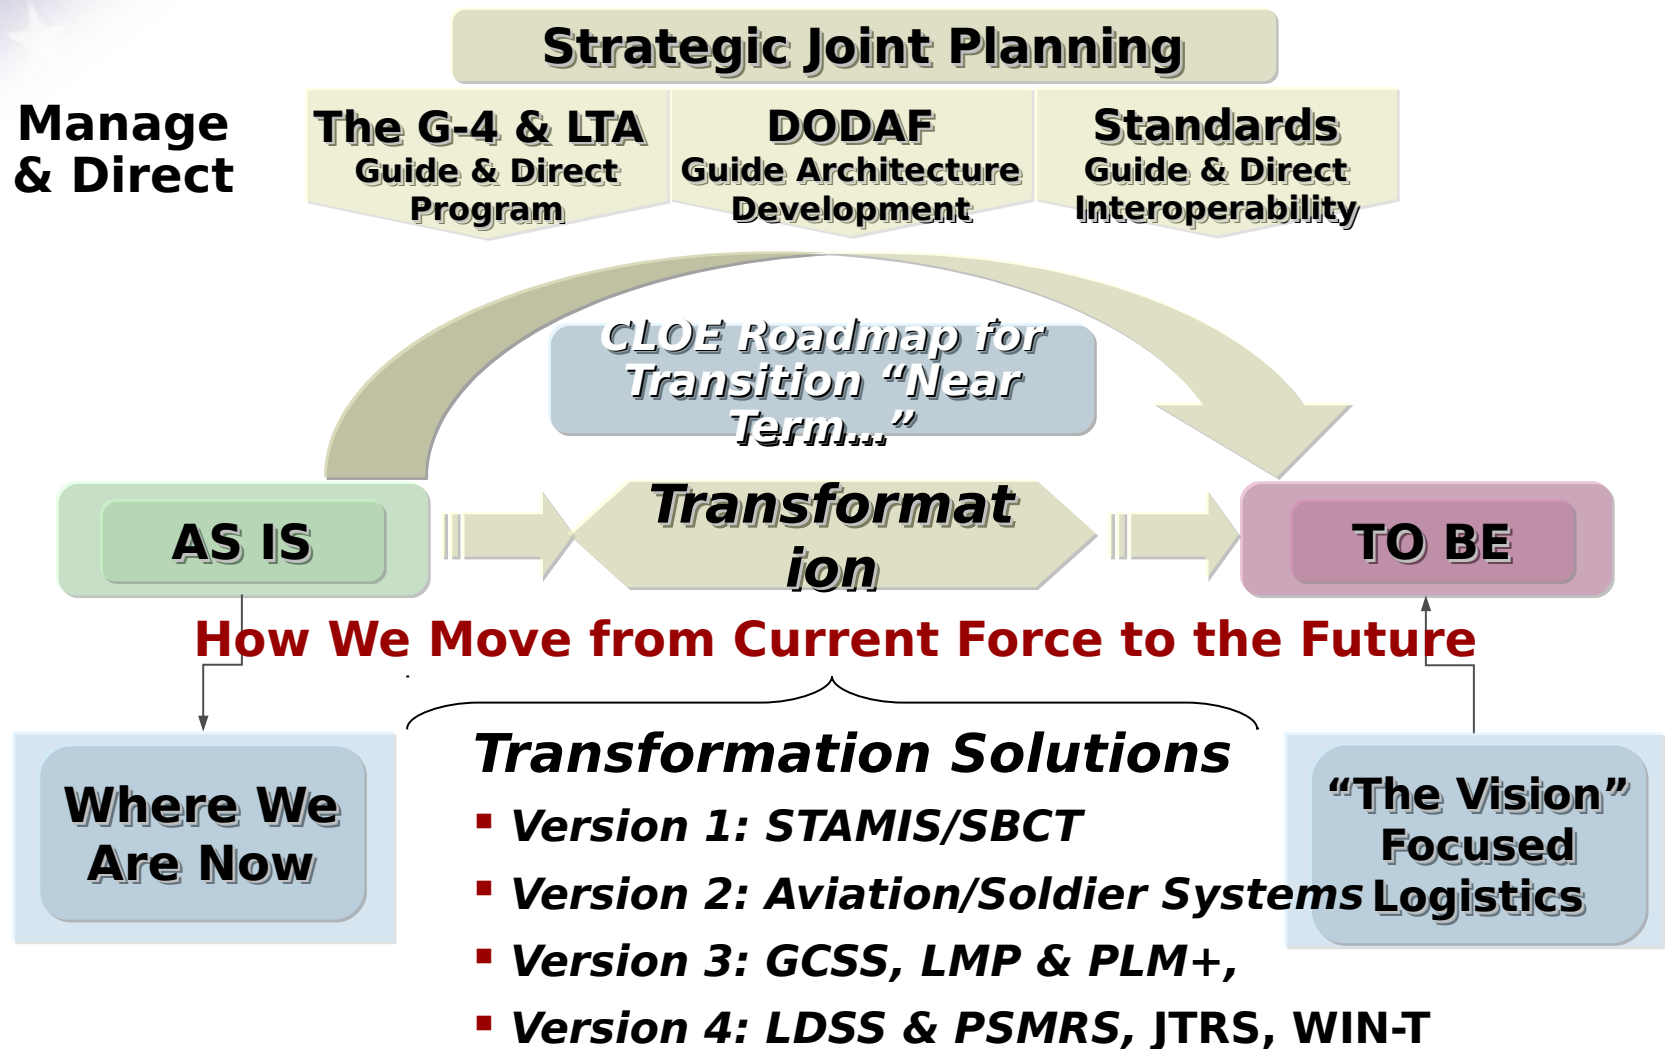 Strategic Joint Planning
Manage
& Direct
The G-4 & LTA
Guide & Direct
Program
DODAF
Guide Architecture
Development
Standards
Guide & Direct
Interoperability
CLOE Roadmap for
Transition “Near
Term…”
AS IS
Transformat
ion
TO BE
How We Move from Current Force to the Future
Where We
Are Now
Transformation Solutions
▪ Version 1: STAMIS/SBCT
▪ Version 2: Aviation/Soldier Systems
▪ Version 3: GCSS, LMP & PLM+,
▪ Version 4: LDSS & PSMRS, JTRS, WIN-T
“The Vision”
Focused
Logistics